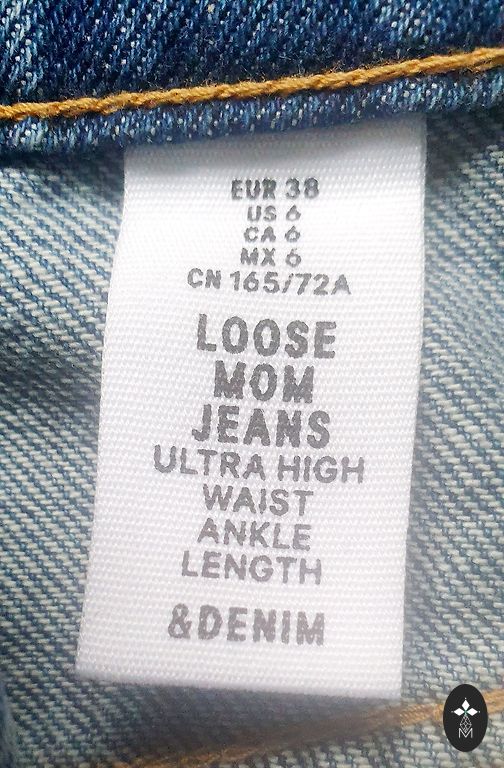 EUR 38
US 6
CA 6
MX 6
CN 165/72A
LOOSE
MOM
JEANS
ULTRA HIGH
WAIST
ANKLE
LENGTH
&DENIM
M